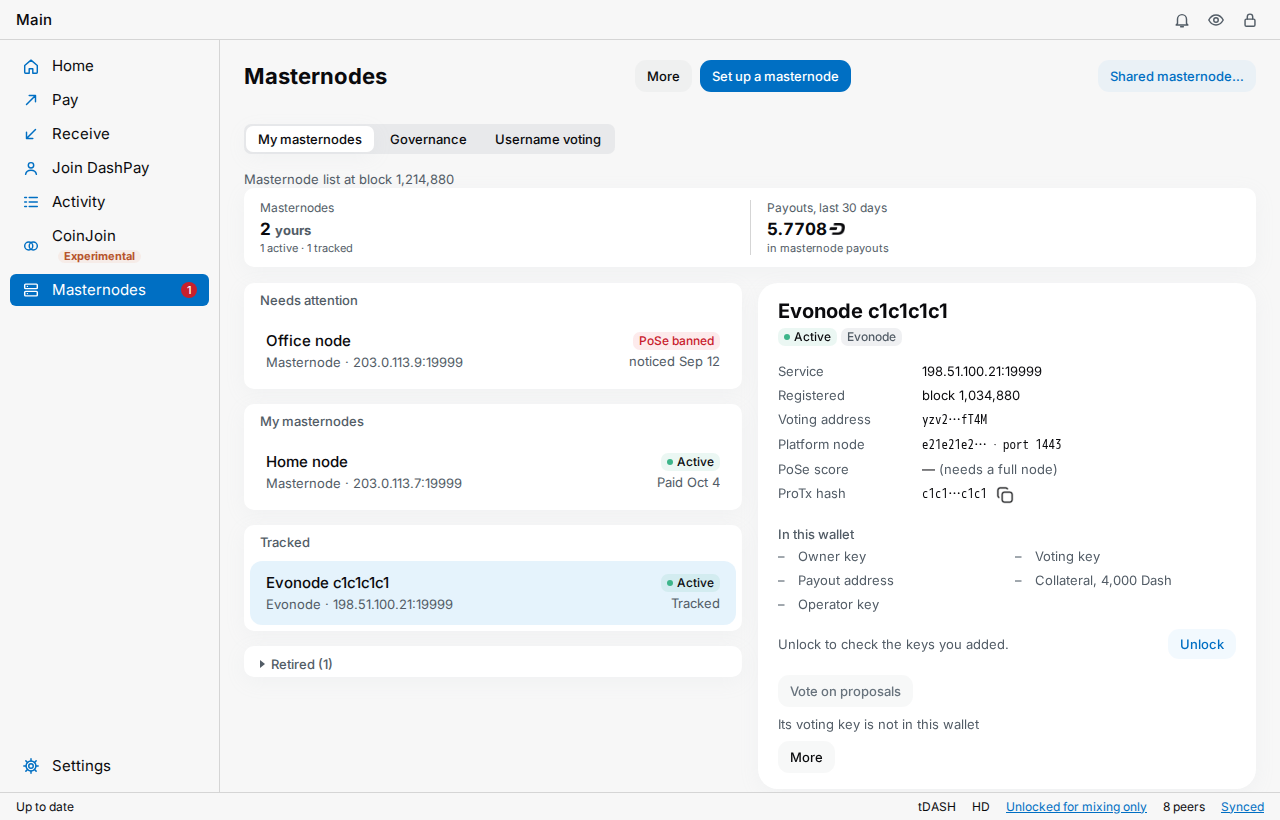 Main
Home
Pay
Receive
Join DashPay
Activity
CoinJoin
Experimental
Masternodes 1
Settings
Masternodes
More
Set up a masternode
Shared masternode...
My masternodes
Governance
Username voting
Masternode list at block 1,214,880
Masternodes
2 yours
1 active · 1 tracked
Payouts, last 30 days
5.7708
in masternode payouts
Needs attention
Office node
PoSe banned
Masternode · 203.0.113.9:19999
noticed Sep 12
My masternodes
Home node
Active
Masternode · 203.0.113.7:19999
Paid Oct 4
Tracked
Evonode c1c1c1c1
Active
Evonode · 198.51.100.21:19999
Tracked
Retired (1)
Evonode c1c1c1c1
Active
Evonode
Service 198.51.100.21:19999
Registered block 1,034,880
Voting address yzv2···fT4M
Platform node e21e21e2··· · port 1443
PoSe score — (needs a full node)
ProTx hash c1c1···c1c1
In this wallet
– Owner key
– Voting key
– Payout address
– Collateral, 4,000 Dash
– Operator key
Unlock to check the keys you added.
Unlock
Vote on proposals
Its voting key is not in this wallet
More
Up to date
tDASH
HD
Unlocked for mixing only
8 peers
Synced